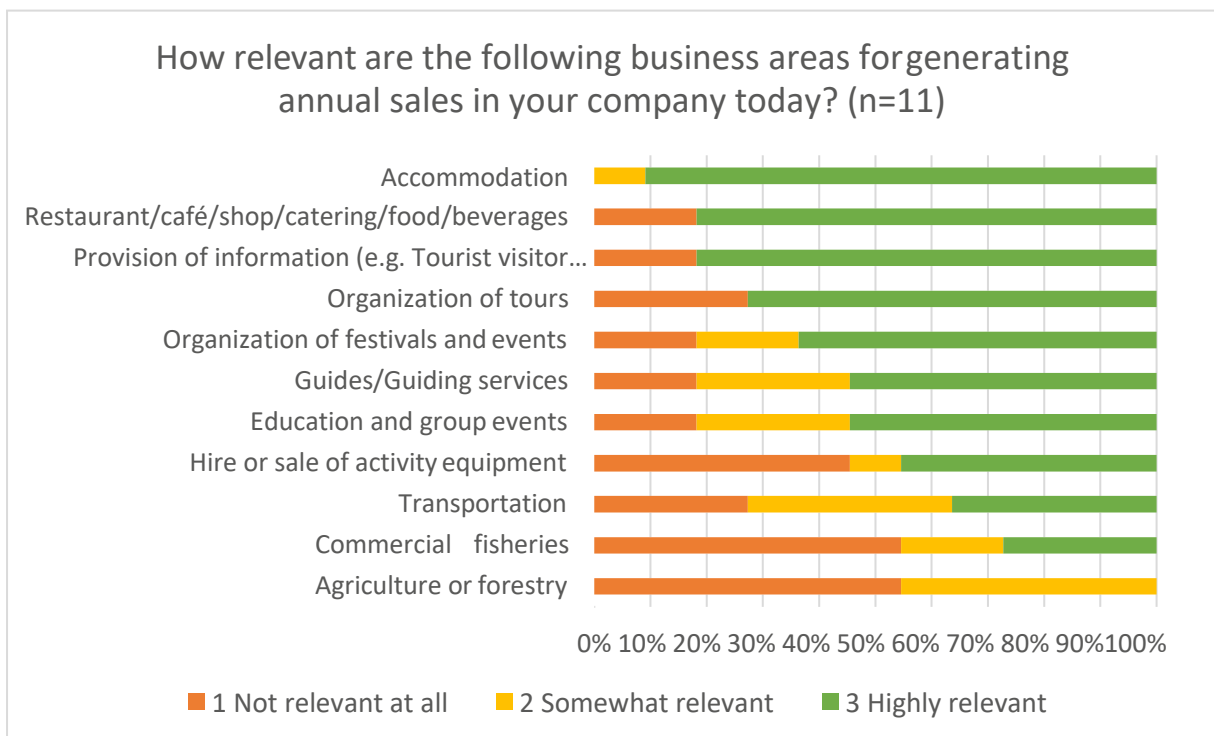 How relevant are the following business areas forgenerating
annual sales in your company today? (n=11)
Accommodation
Restaurant/café/shop/catering/food/beverages
Provision of information (e.g. Tourist visitor...
Organization of tours
Organization of festivals and events
Guides/Guiding services
Education and group events
Hire or sale of activity equipment
Transportation
Commercial fisheries
Agriculture or forestry
0% 10% 20% 30% 40% 50% 60% 70% 80% 90%100%
1 Not relevant at all 2 Somewhat relevant 3 Highly relevant